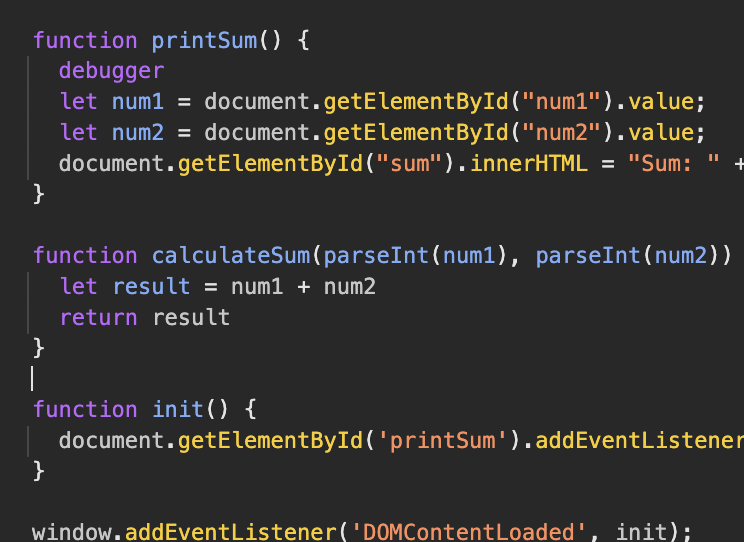 function printSum() {
debugger
let num1 = document.getElementById("num1").value;
let num2 = document.getElementById("num2").value;
document.getElementById("sum").innerHTML = "Sum: " +
}
function calculateSum(parseInt(num1), parseInt(num2))
let result = num1 + num2
return result
}
function init() {
document.getElementById('printSum').addEventListener
}
window.addEventListener('DOMContentLoaded', init);